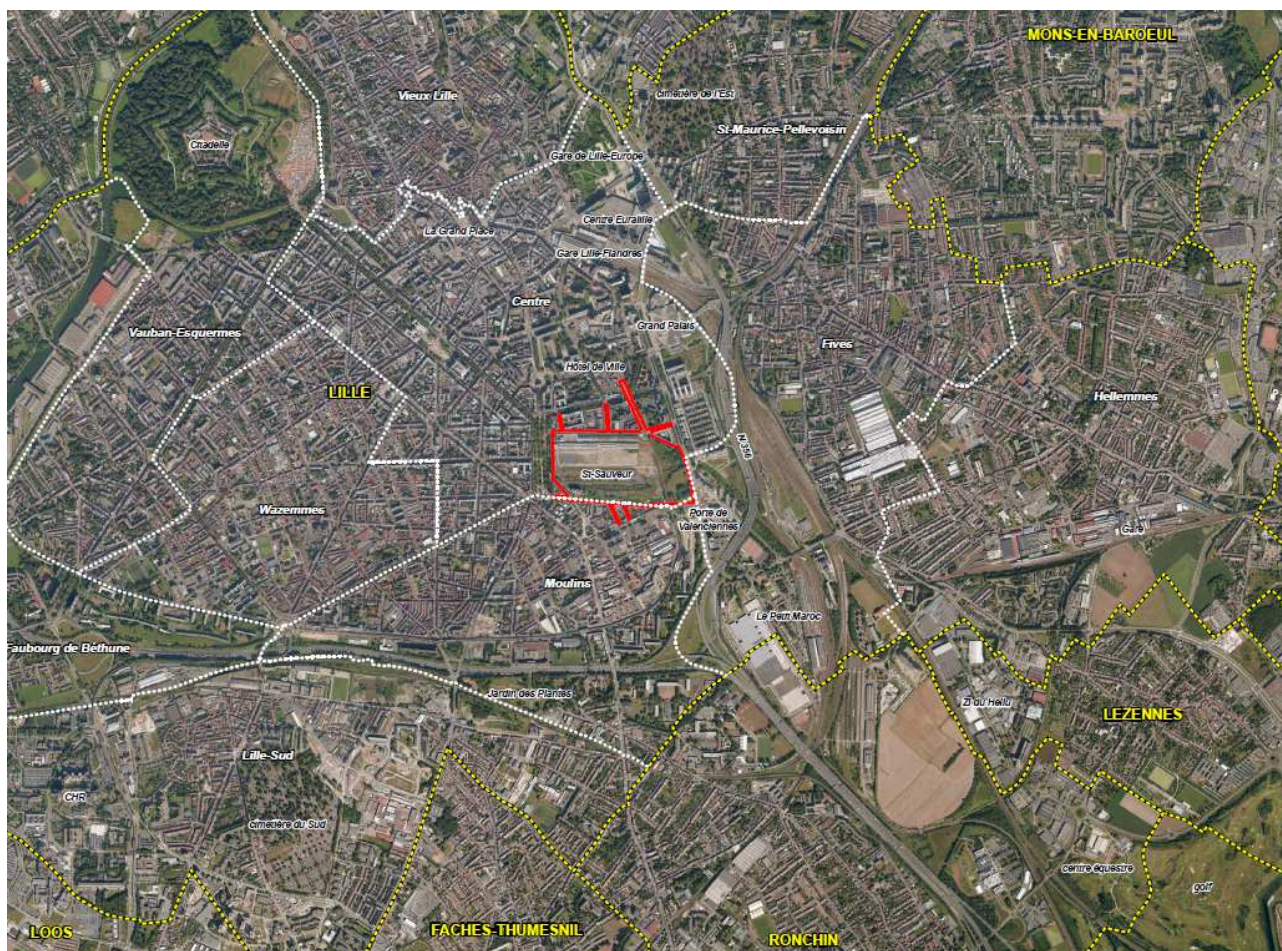 MONS-EN-BAROEUL
Vieux Lille
cimetière de l'Est
St-Maurice-Pellevoisin
Citadelle
Gare de Lille-Europe
Centre Euralille
La Grand Place
Gare Lille-Flandres
Centre
Grand Palais
Vauban-Esquermes
Fives
Hôtel de Ville
LILLE
Hellemmes
N 356
St-Sauveur
Wazemmes
Porte de
Valenciennes
Gare
Moulins
Le Petit Maroc
Faubourg de Béthune
Jardin des Plantes
ZI du Hellu
LEZENNES
Lille-Sud
CHR
cimetière du Sud
centre équestre
golf
LOOS
FACHES-THUMESNIL
RONCHIN